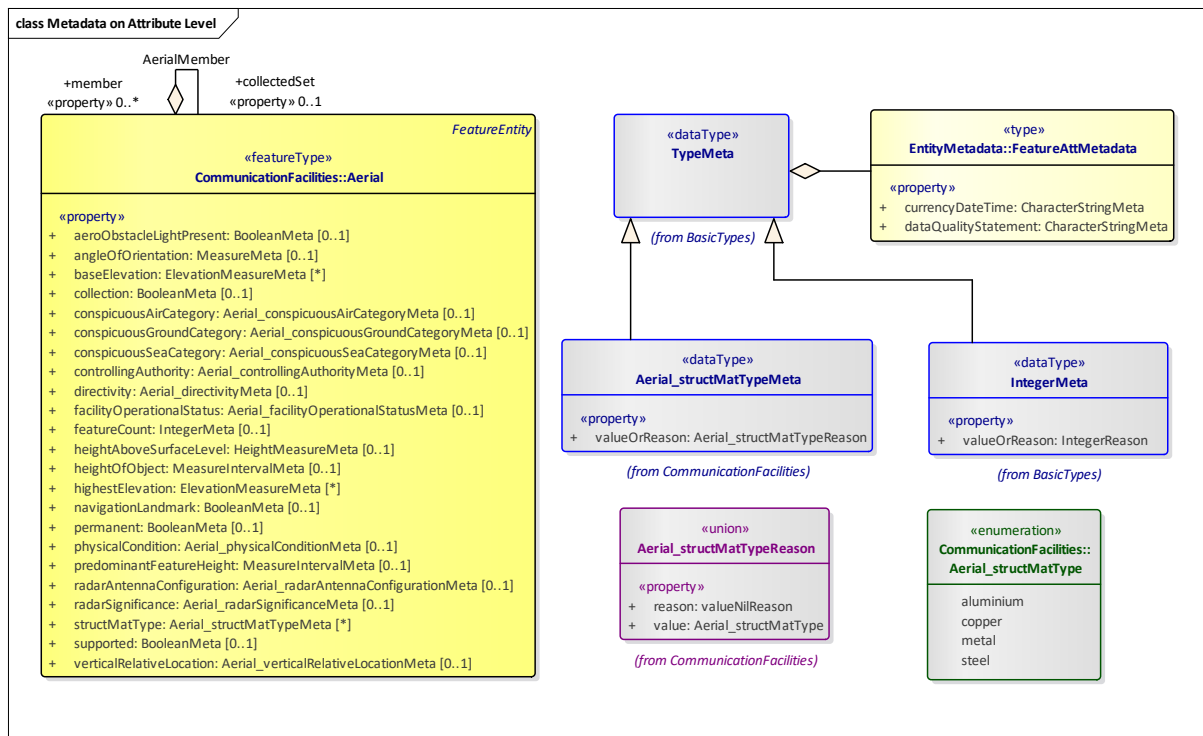 class Metadata on Attribute Level
AerialMember
+member
«property» 0..*
+collectedSet
«property» 0..1
FeatureEntity
«featureType»
CommunicationFacilities::Aerial
«property»
+ aeroObstacleLightPresent: BooleanMeta [0..1]
+ angleOfOrientation: MeasureMeta [0..1]
+ baseElevation: ElevationMeasureMeta [*]
+ collection: BooleanMeta [0..1]
+ conspicuousAirCategory: Aerial_conspicuousAirCategoryMeta [0..1]
+ conspicuousGroundCategory: Aerial_conspicuousGroundCategoryMeta [0..1]
+ conspicuousSeaCategory: Aerial_conspicuousSeaCategoryMeta [0..1]
+ controllingAuthority: Aerial_controllingAuthorityMeta [0..1]
+ directivity: Aerial_directivityMeta [0..1]
+ facilityOperationalStatus: Aerial_facilityOperationalStatusMeta [0..1]
+ featureCount: IntegerMeta [0..1]
+ heightAboveSurfaceLevel: HeightMeasureMeta [0..1]
+ heightOfObject: MeasureIntervalMeta [0..1]
+ highestElevation: ElevationMeasureMeta [*]
+ navigationLandmark: BooleanMeta [0..1]
+ permanent: BooleanMeta [0..1]
+ physicalCondition: Aerial_physicalConditionMeta [0..1]
+ predominantFeatureHeight: MeasureIntervalMeta [0..1]
+ radarAntennaConfiguration: Aerial_radarAntennaConfigurationMeta [0..1]
+ radarSignificance: Aerial_radarSignificanceMeta [0..1]
+ structMatType: Aerial_structMatTypeMeta [*]
+ supported: BooleanMeta [0..1]
+ verticalRelativeLocation: Aerial_verticalRelativeLocationMeta [0..1]
«dataType»
TypeMeta
(from BasicTypes)
«type»
EntityMetadata::FeatureAttMetadata
«property»
+ currencyDateTime: CharacterStringMeta
+ dataQualityStatement: CharacterStringMeta
«dataType»
Aerial_structMatTypeMeta
«property»
+ valueOrReason: Aerial_structMatTypeReason
(from CommunicationFacilities)
«dataType»
IntegerMeta
«property»
+ valueOrReason: IntegerReason
(from BasicTypes)
«union»
Aerial_structMatTypeReason
«property»
+ reason: valueNilReason
+ value: Aerial_structMatType
(from CommunicationFacilities)
«enumeration»
CommunicationFacilities::
Aerial_structMatType
aluminium
copper
metal
steel